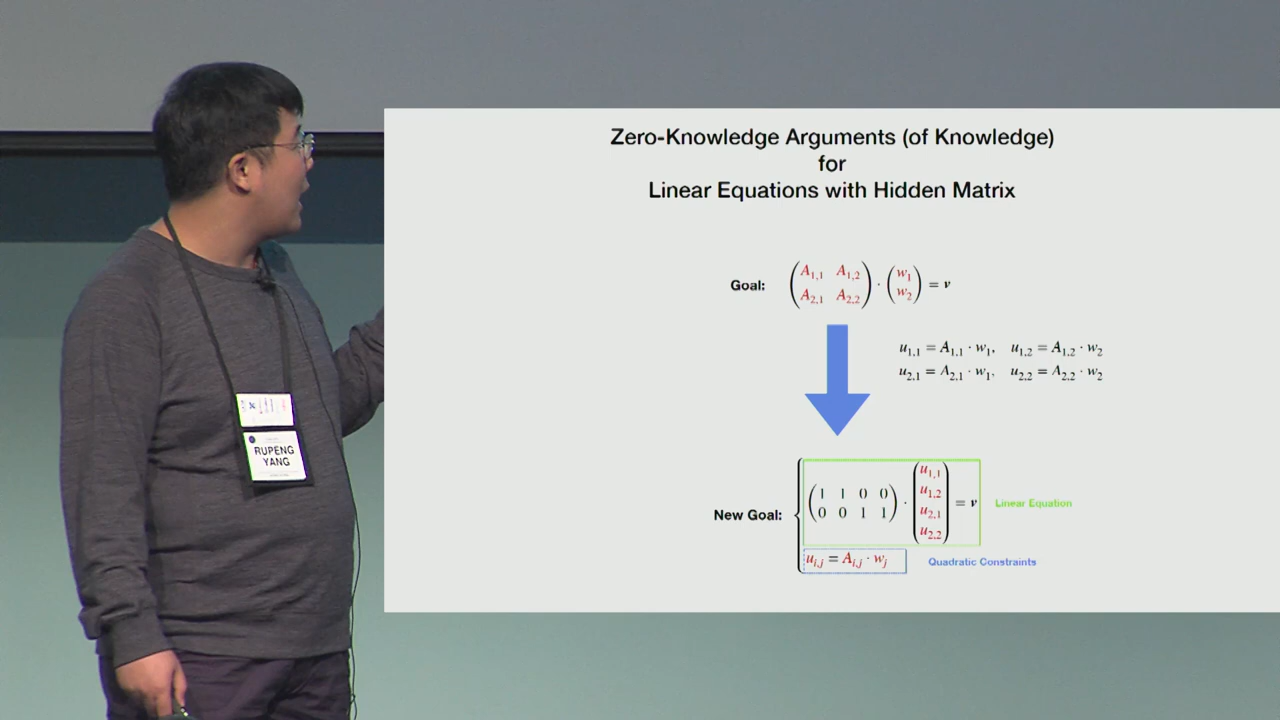 Zero-Knowledge Arguments (of Knowledge)
for
Linear Equations with Hidden Matrix
Goal: (A1,1 A1,2 A2,1 A2,2) · (w1 w2) = v
u1,1 = A1,1 · w1, u1,2 = A1,2 · w2
u2,1 = A2,1 · w1, u2,2 = A2,2 · w2
New Goal: { (1 1 0 0 0 0 1 1) · (u1,1 u1,2 u2,1 u2,2) = v Linear Equation
ui,j = Ai,j · wj Quadratic Constraints
RUPENG
YANG